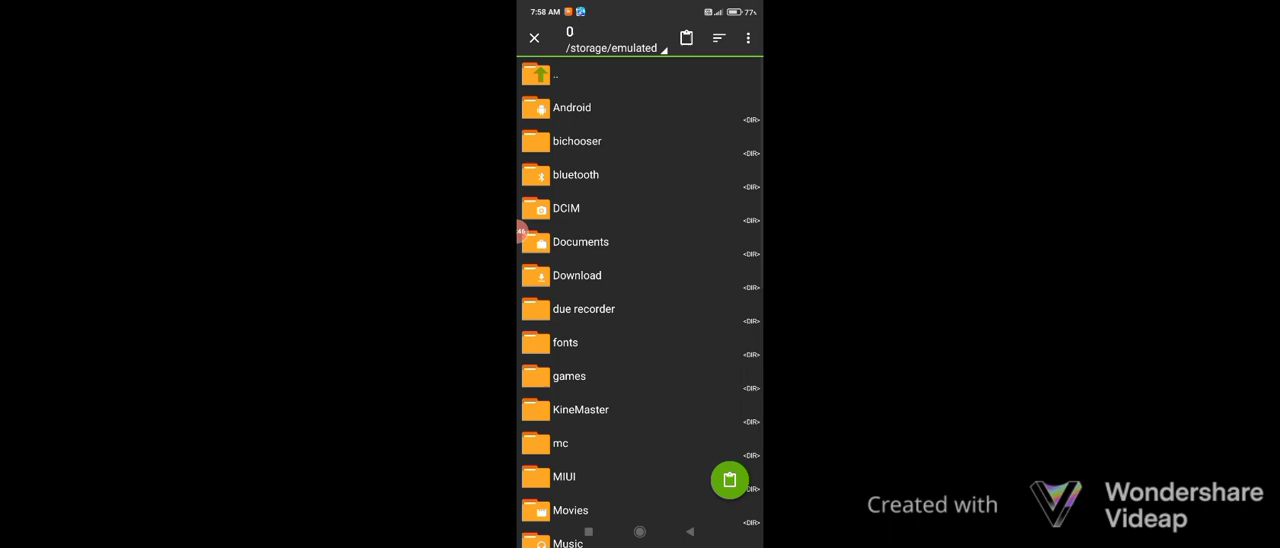 7:58 AM 77%
0
/storage/emulated
..
Android
<DIR>
bichooser
<DIR>
bluetooth
<DIR>
DCIM
<DIR>
:46
Documents
<DIR>
Download
<DIR>
due recorder
<DIR>
fonts
<DIR>
games
<DIR>
KineMaster
<DIR>
mc
<DIR>
MIUI
DIR>
Movies
<DIR>
Music
Created with Wondershare Videap